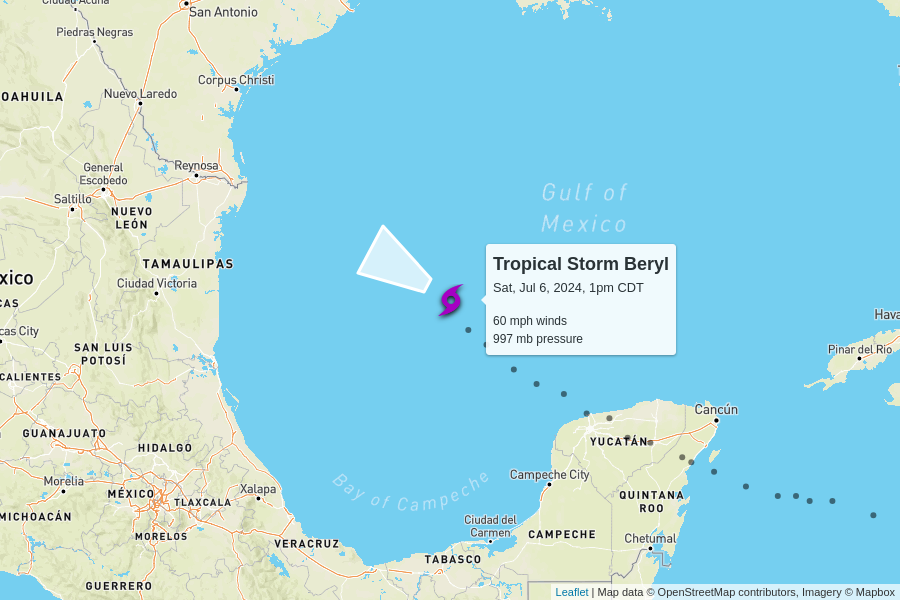 Ciudad Acuña
San Antonio
Piedras Negras
Corpus Christi
Nuevo Laredo
OAHUILA
General
Escobedo
Reynosa
Saltillo
NUEVO
LEÓN
Gulf of
Mexico
TAMAULIPAS
xico
Ciudad Victoria
CAS
cas City
Tropical Storm Beryl
Sat, Jul 6, 2024, 1pm CDT
60 mph winds
997 mb pressure
Hava
Pinar del Rio
SAN LUIS
POTOSÍ
CALIENTES
Cancún
GUANAJUATO
HIDALGO
YUCATÁN
Morelia
MÉXICO
Xalapa
TLAXCALA
Bay of Campeche
Campeche City
QUINTANA
ROO
MICHOACÁN
MORELOS
VERACRUZ
Ciudad del
Carmen
CAMPECHE
Chetumal
TABASCO
GUERRERO
Leaflet | Map data © OpenStreetMap contributors, Imagery © Mapbox